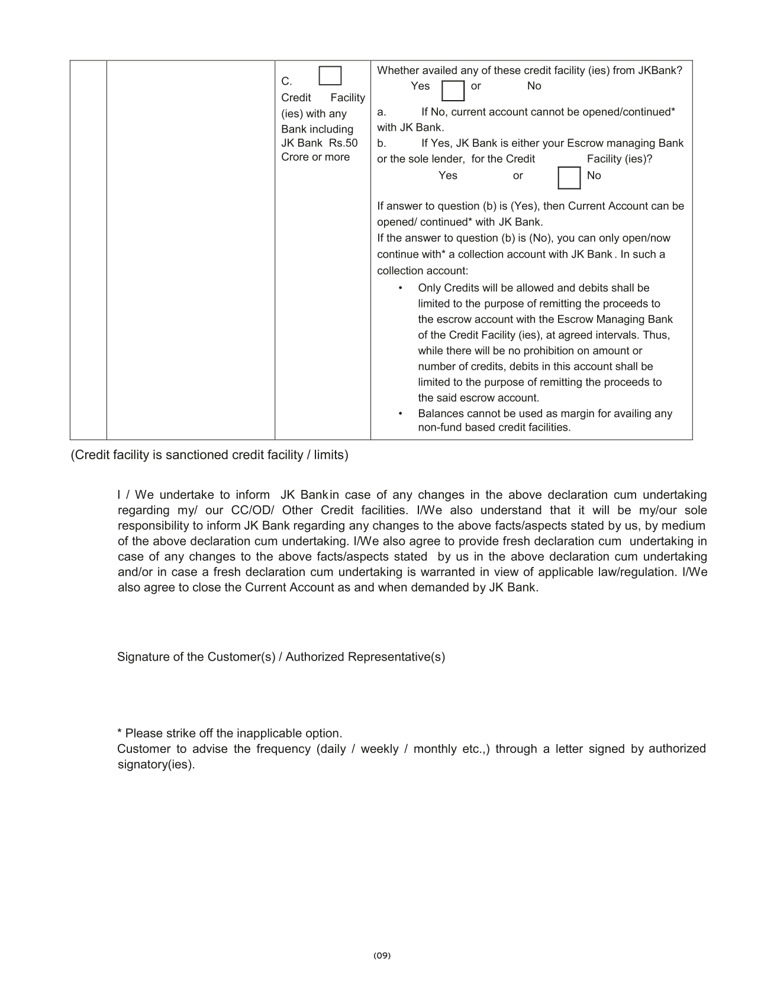 C.
Credit Facility
(ies) with any
Bank including
JK Bank Rs.50
Crore or more
Whether availed any of these credit facility (ies) from JKBank?
Yes or No
a. If No, current account cannot be opened/continued*
with JK Bank.
b. If Yes, JK Bank is either your Escrow managing Bank
or the sole lender, for the Credit Facility (ies)?
Yes or No
If answer to question (b) is (Yes), then Current Account can be
opened/ continued* with JK Bank.
If the answer to question (b) is (No), you can only open/now
continue with* a collection account with JK Bank . In such a
collection account:
• Only Credits will be allowed and debits shall be
limited to the purpose of remitting the proceeds to
the escrow account with the Escrow Managing Bank
of the Credit Facility (ies), at agreed intervals. Thus,
while there will be no prohibition on amount or
number of credits, debits in this account shall be
limited to the purpose of remitting the proceeds to
the said escrow account.
• Balances cannot be used as margin for availing any
non-fund based credit facilities.
(Credit facility is sanctioned credit facility / limits)
I / We undertake to inform JK Bankin case of any changes in the above declaration cum undertaking
regarding my/ our CC/OD/ Other Credit facilities. I/We also understand that it will be my/our sole
responsibility to inform JK Bank regarding any changes to the above facts/aspects stated by us, by medium
of the above declaration cum undertaking. I/We also agree to provide fresh declaration cum undertaking in
case of any changes to the above facts/aspects stated by us in the above declaration cum undertaking
and/or in case a fresh declaration cum undertaking is warranted in view of applicable law/regulation. I/We
also agree to close the Current Account as and when demanded by JK Bank.
Signature of the Customer(s) / Authorized Representative(s)
* Please strike off the inapplicable option.
Customer to advise the frequency (daily / weekly / monthly etc.,) through a letter signed by authorized
signatory(ies).
(09)